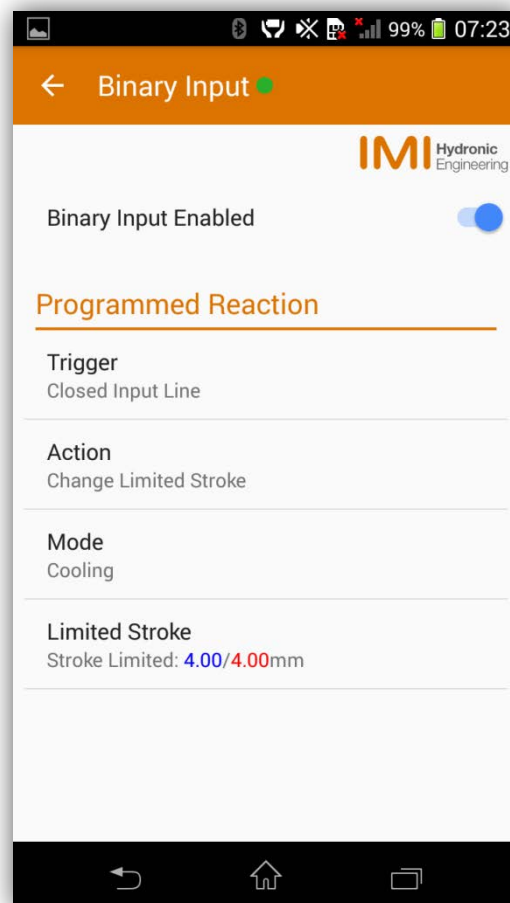 99% 07:23
Binary Input
IMI Hydronic
Engineering
Binary Input Enabled
Programmed Reaction
Trigger
Closed Input Line
Action
Change Limited Stroke
Mode
Cooling
Limited Stroke
Stroke Limited: 4.00/4.00mm